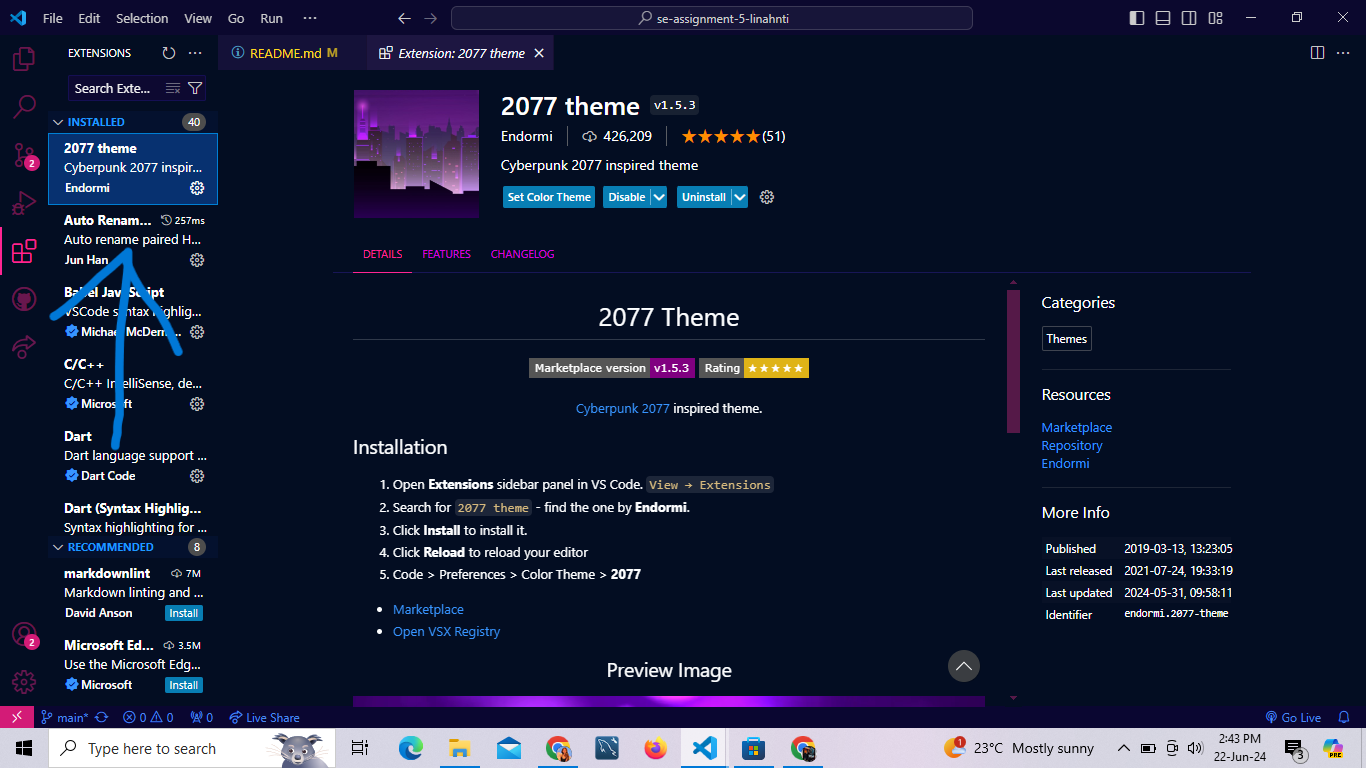 File Edit Selection View Go Run ···
se-assignment-5-linahnti
EXTENSIONS
README.md M
Extension: 2077 theme
Search Exte...
INSTALLED 40
2077 theme
Cyberpunk 2077 inspir...
Endormi
Auto Renam... 257ms
Auto rename paired H...
Jun Han
Babel JavaScript
VSCode syntax highlig...
Michael McDerm...
C/C++
C/C++ IntelliSense, de...
Microsoft
Dart
Dart language support ...
Dart Code
Dart (Syntax Highlig...
Syntax highlighting for ...
RECOMMENDED 8
markdownlint 7M
Markdown linting and ...
David Anson Install
Microsoft Ed... 3.5M
Use the Microsoft Edg...
Microsoft Install
2
2
2077 theme v1.5.3
Endormi 426,209 (51)
Cyberpunk 2077 inspired theme
Set Color Theme Disable Uninstall
DETAILS FEATURES CHANGELOG
2077 Theme
Marketplace version v1.5.3 Rating ★★★★★
Cyberpunk 2077 inspired theme.
Installation
1. Open Extensions sidebar panel in VS Code. View → Extensions
2. Search for 2077 theme - find the one by Endormi.
3. Click Install to install it.
4. Click Reload to reload your editor
5. Code > Preferences > Color Theme > 2077
• Marketplace
• Open VSX Registry
Preview Image
Categories
Themes
Resources
Marketplace
Repository
Endormi
More Info
Published 2019-03-13, 13:23:05
Last released 2021-07-24, 19:33:19
Last updated 2024-05-31, 09:58:11
Identifier endormi.2077-theme
main* 0 0 0 Live Share Go Live
Type here to search
1 23°C Mostly sunny
2:43 PM
22-Jun-24
3
PRE